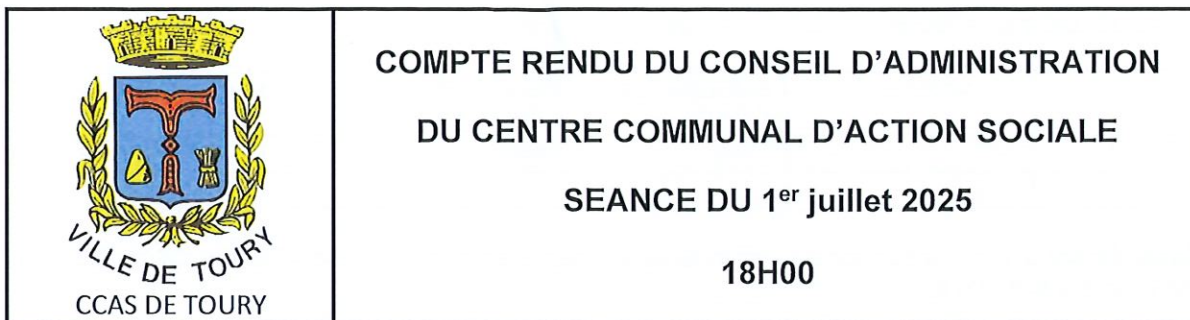 VILLE DE TOURY
CCAS DE TOURY
COMPTE RENDU DU CONSEIL D'ADMINISTRATION
DU CENTRE COMMUNAL D'ACTION SOCIALE
SEANCE DU 1er juillet 2025
18H00